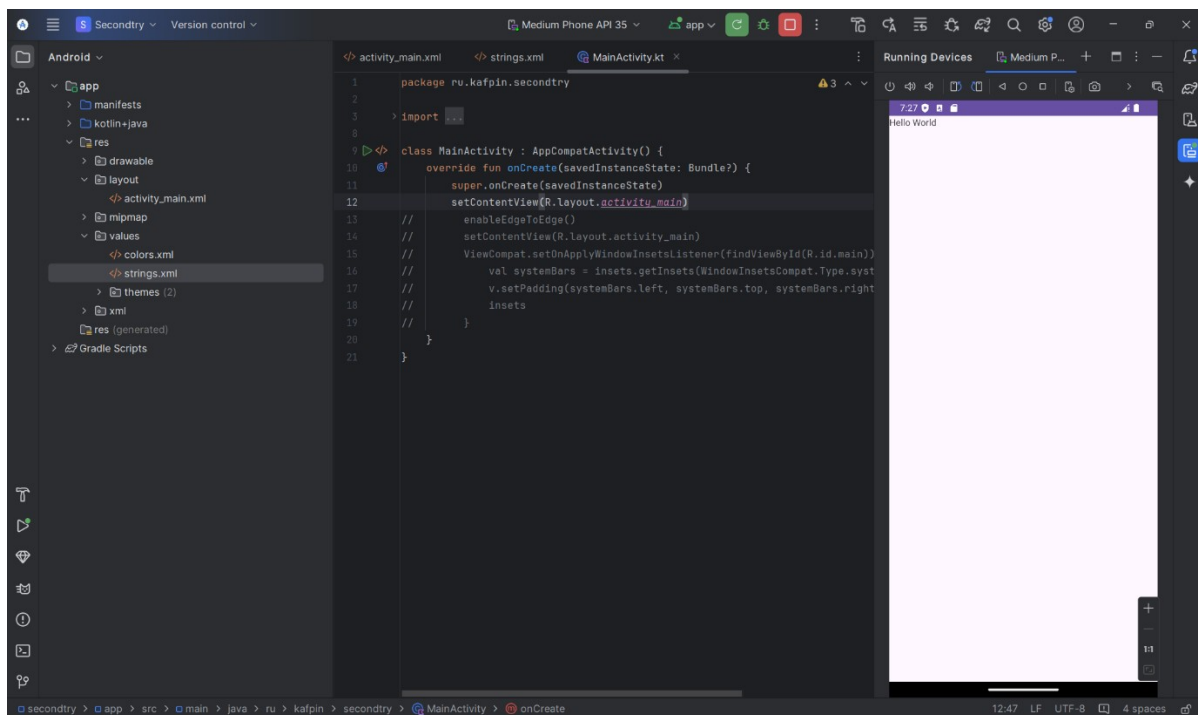 S Secondtry Version control Medium Phone API 35 app
Android
activity_main.xml strings.xml MainActivity.kt
Running Devices Medium P...
app
manifests
kotlin+java
res
drawable
layout
activity_main.xml
mipmap
values
colors.xml
strings.xml
themes (2)
xml
res (generated)
Gradle Scripts
1 package ru.kafpin.secondtry
3
2
3 import ...
8
9 class MainActivity : AppCompatActivity() {
10 override fun onCreate(savedInstanceState: Bundle?) {
11 super.onCreate(savedInstanceState)
12 setContentView(R.layout.activity_main)
13 // enableEdgeToEdge()
14 // setContentView(R.layout.activity_main)
15 // ViewCompat.setOnApplyWindowInsetsListener(findViewById(R.id.main))
16 // val systemBars = insets.getInsets(WindowInsetsCompat.Type.syst
17 // v.setPadding(systemBars.left, systemBars.top, systemBars.right
18 // insets
19 // }
20 }
21 }
7:27
Hello World
1:1
secondtry > app > src > main > java > ru > kafpin > secondtry > MainActivity > onCreate
12:47 LF UTF-8 4 spaces